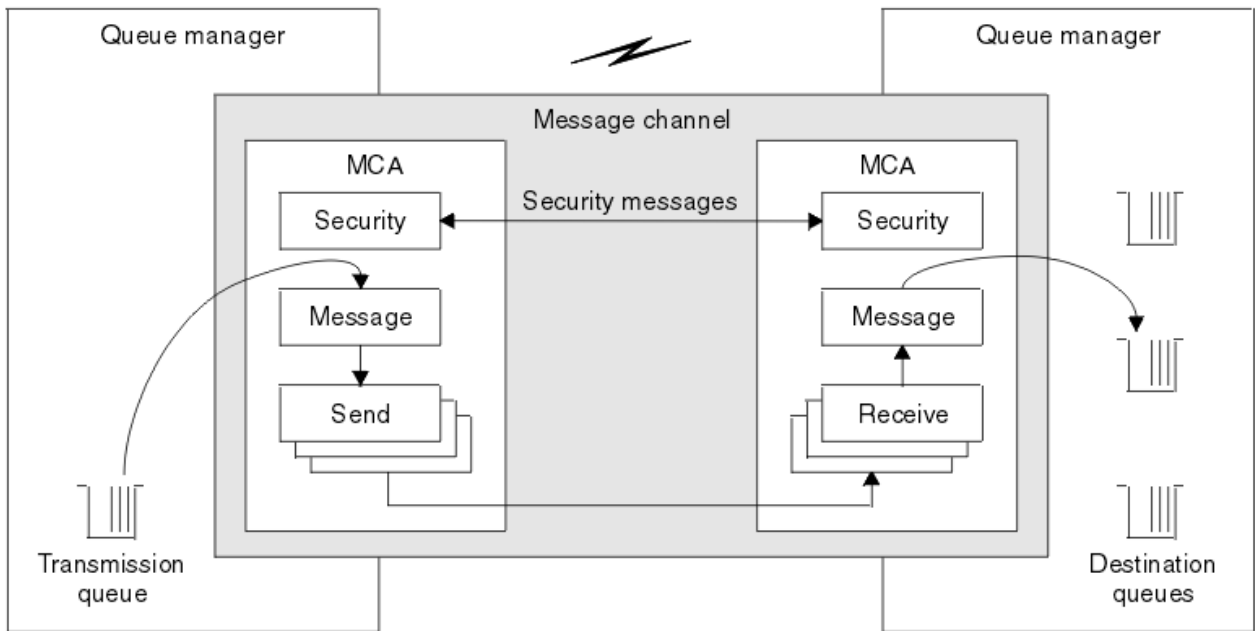 Queue manager
Queue manager
Message channel
MCA
MCA
Security
Security messages
Security
Message
Message
Send
Receive
Transmission
queue
Destination
queues